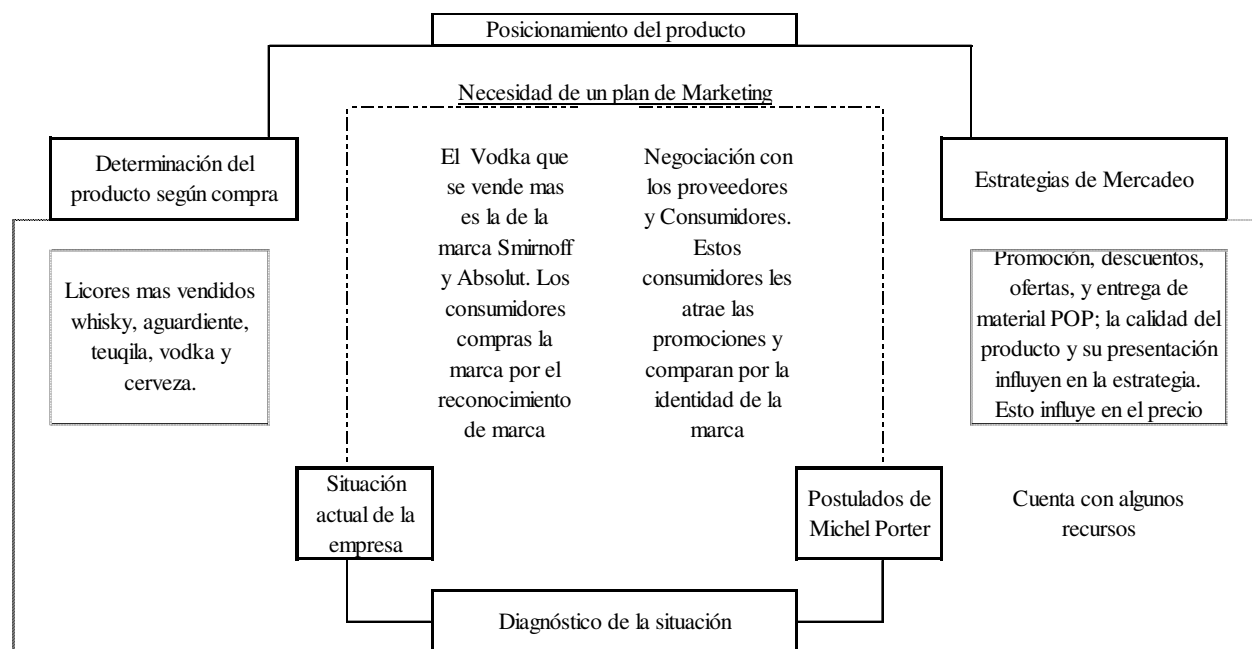 Posicionamiento del producto
Necesidad de un plan de Marketing
Determinación del
producto según compra
El Vodka que
se vende mas
es la de la
marca Smirnoff
y Absolut. Los
consumidores
compras la
marca por el
reconocimiento
de marca
Negociación con
los proveedores
y Consumidores.
Estos
consumidores les
atrae las
promociones y
comparan por la
identidad de la
marca
Estrategias de Mercadeo
Licores mas vendidos
whisky, aguardiente,
teuqila, vodka y
cerveza.
Promoción, descuentos,
ofertas, y entrega de
material POP; la calidad del
producto y su presentación
influyen en la estrategia.
Esto influye en el precio
Situación
actual de la
empresa
Postulados de
Michel Porter
Cuenta con algunos
recursos
Diagnóstico de la situación